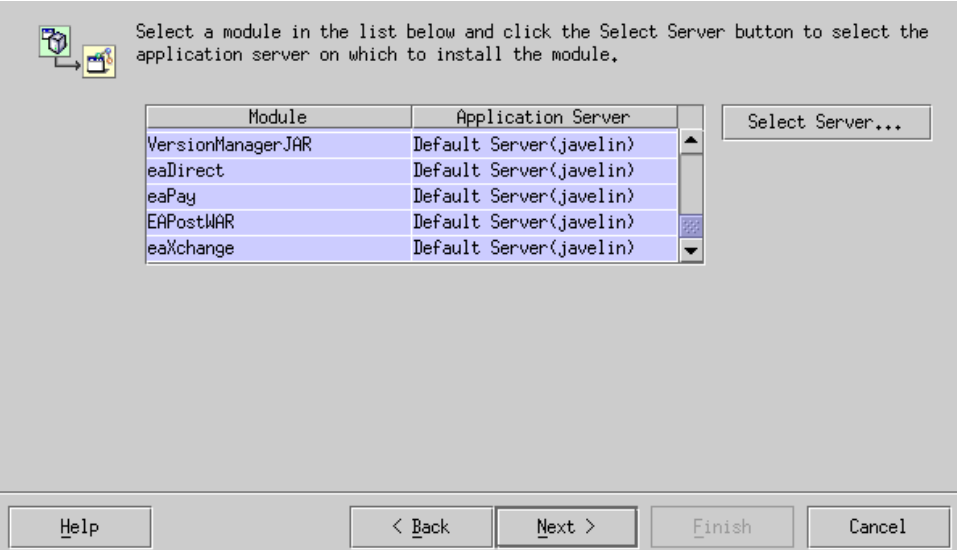 Select a module in the list below and click the Select Server button to select the
application server on which to install the module.
Module Application Server
Select Server...
VersionManagerJAR Default Server(javelin)
eaDirect Default Server(javelin)
eaPay Default Server(javelin)
EAPostWAR Default Server(javelin)
eaXchange Default Server(javelin)
Help < Back Next > Finish Cancel